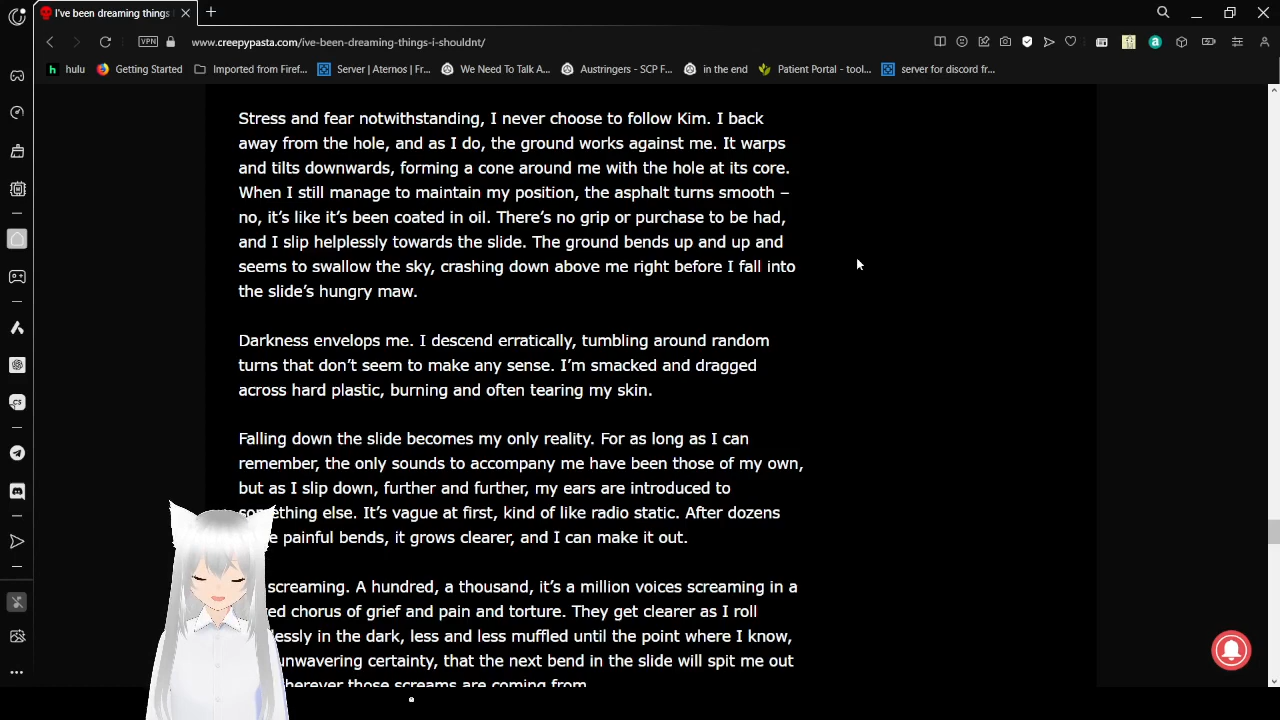 I've been dreaming things
VPN
www.creepypasta.com/ive-been-dreaming-things-i-shouldnt/
hulu
Getting Started
Imported from Firef...
Server | Aternos | Fr...
We Need To Talk A...
Austringers - SCP F...
in the end
Patient Portal - tool...
server for discord fr...
Stress and fear notwithstanding, I never choose to follow Kim. I back
away from the hole, and as I do, the ground works against me. It warps
and tilts downwards, forming a cone around me with the hole at its core.
When I still manage to maintain my position, the asphalt turns smooth –
no, it's like it's been coated in oil. There's no grip or purchase to be had,
and I slip helplessly towards the slide. The ground bends up and up and
seems to swallow the sky, crashing down above me right before I fall into
the slide's hungry maw.
Darkness envelops me. I descend erratically, tumbling around random
turns that don't seem to make any sense. I'm smacked and dragged
across hard plastic, burning and often tearing my skin.
Falling down the slide becomes my only reality. For as long as I can
remember, the only sounds to accompany me have been those of my own,
but as I slip down, further and further, my ears are introduced to
something else. It's vague at first, kind of like radio static. After dozens
painful bends, it grows clearer, and I can make it out.
screaming. A hundred, a thousand, it's a million voices screaming in a
chorus of grief and pain and torture. They get clearer as I roll
in the dark, less and less muffled until the point where I know,
unwavering certainty, that the next bend in the slide will spit me out
wherever those screams are coming from.